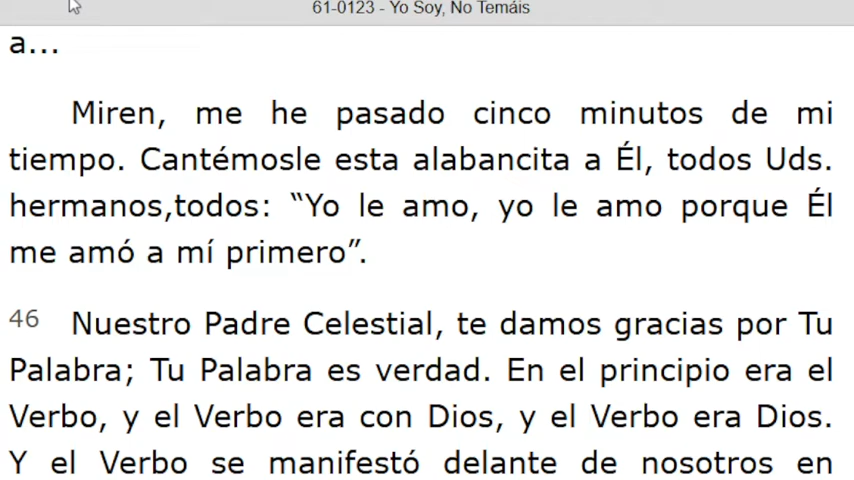 61-0123 - Yo Soy, No Temáis
a...
Miren, me he pasado cinco minutos de mi
tiempo. Cantémosle esta alabancita a Él, todos Uds.
hermanos,todos: “Yo le amo, yo le amo porque Él
me amó a mí primero”.
46 Nuestro Padre Celestial, te damos gracias por Tu
Palabra; Tu Palabra es verdad. En el principio era el
Verbo, y el Verbo era con Dios, y el Verbo era Dios.
Y el Verbo se manifestó delante de nosotros en